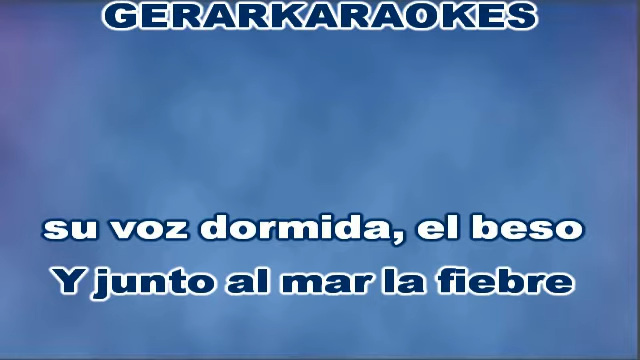 GERARKARAOKES
su voz dormida, el beso
Y junto al mar la fiebre